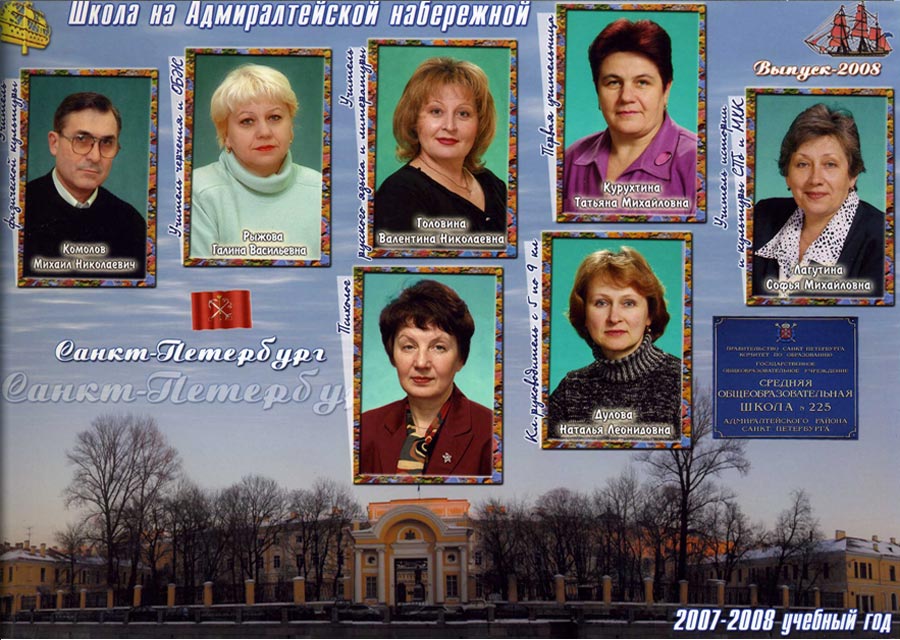 Школа на Адмиралтейской набережной
Выпуск-2008
учитель
физической культуры
Комолов
Михаил Николаевич
Учитель черчения и ОБЖ
Рыжова
Галина Васильевна
Учитель
русского языка и литературы
Головина
Валентина Николаевна
Первая учительница
Курухтина
Татьяна Михайловна
Учитель истории
и культуры СПб и МХК
Лагутина
Софья Михайловна
Психолог
Кл.руководитель с 5 по 9 кл
Дулова
Наталья Леонидовна
Санкт-Петербург
Санкт-Петербу
ПРАВИТЕЛЬСТВО САНКТ ПЕТЕРБУРГА
КОМИТЕТ ПО ОБРАЗОВАНИЮ
ГОСУДАРСТВЕННОЕ
ОБЩЕОБРАЗОВАТЕЛЬНОЕ УЧРЕЖДЕНИЕ
СРЕДНЯЯ
ОБЩЕОБРАЗОВАТЕЛЬНАЯ
ШКОЛА № 225
АДМИРАЛТЕЙСКОГО РАЙОНА
САНКТ ПЕТЕРБУРГА
2007-2008 учебный год